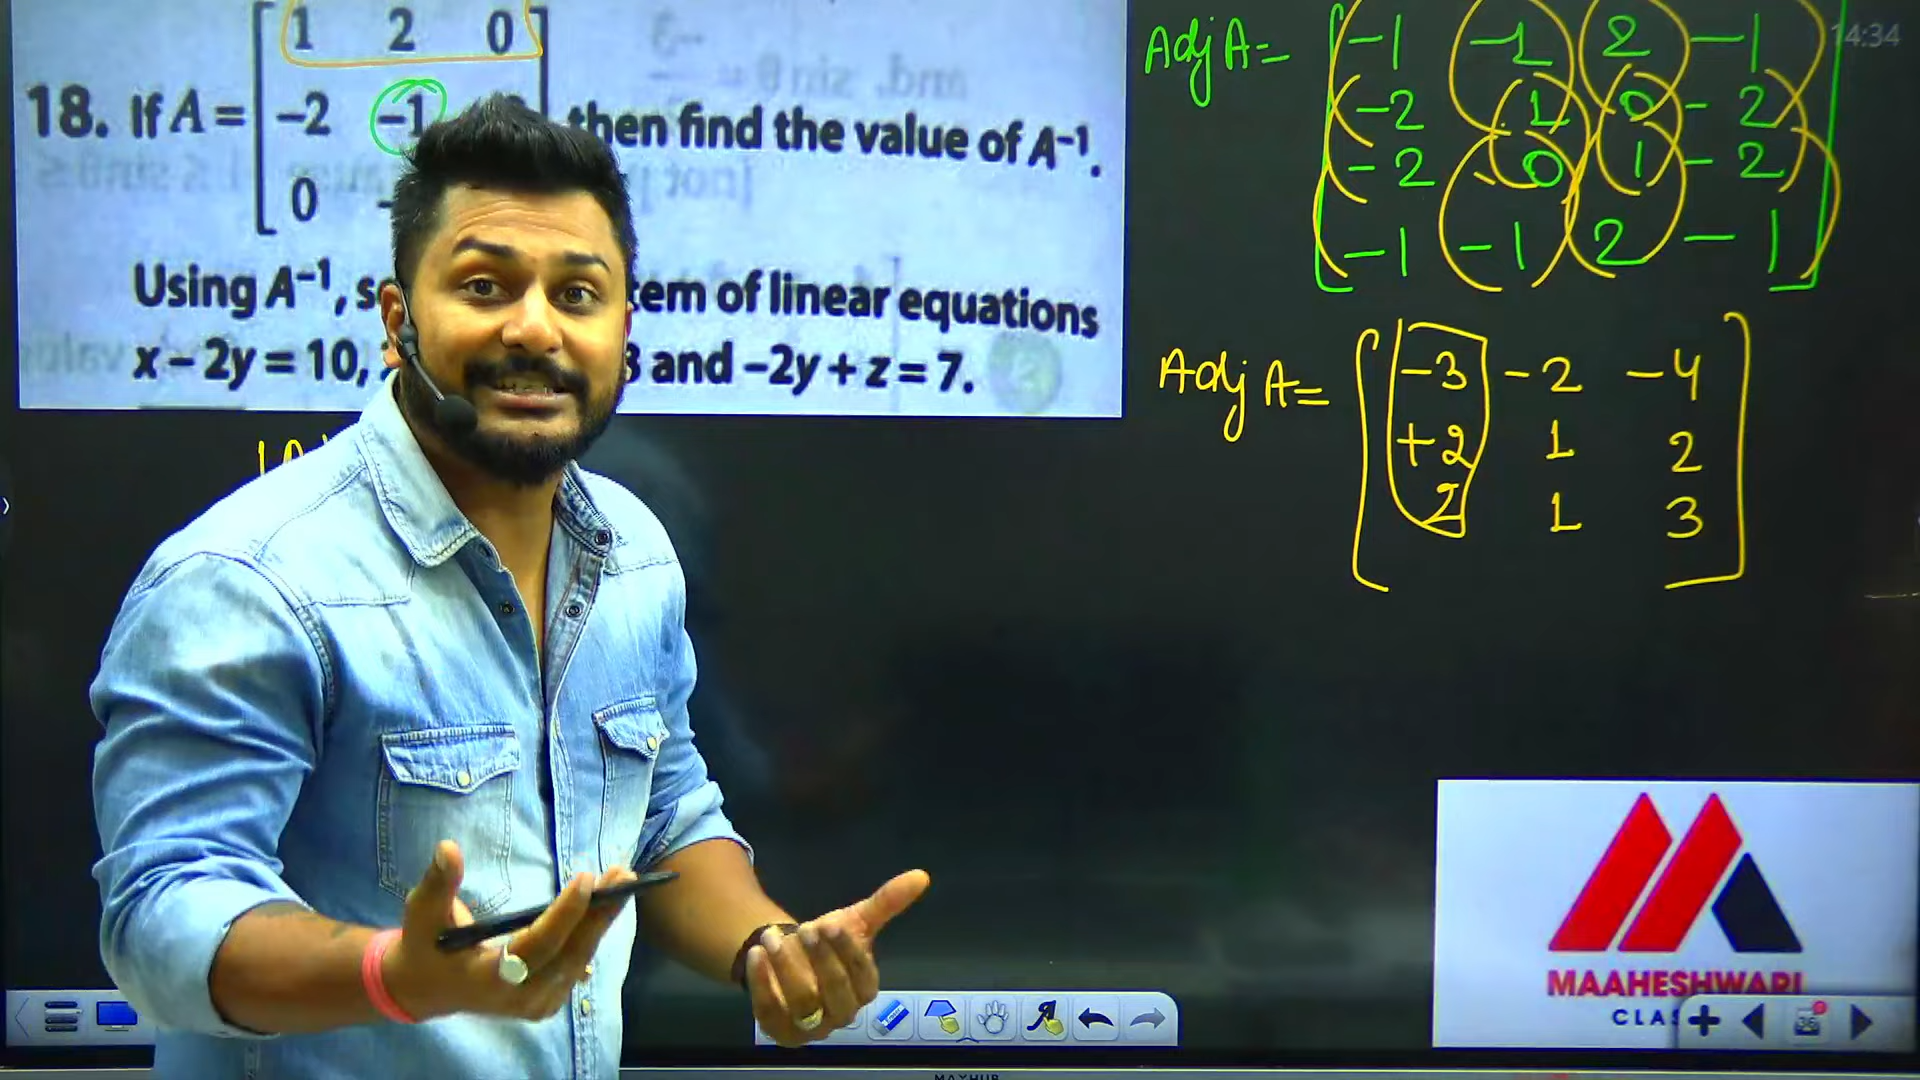 1 2 0
18. If A = -2 -1 then find the value of A⁻¹.
0 -
Using A⁻¹, s tem of linear equations
x - 2y = 10, 3 and -2y + z = 7.
Adj A = -1 -1 2 -1
-2 1 0 -2
-2 0 1 -2
-1 -1 2 -1
14:34
Adj A = -3 -2 -4
+2 1 2
2 1 3
MAAHESHWARI
CLAS